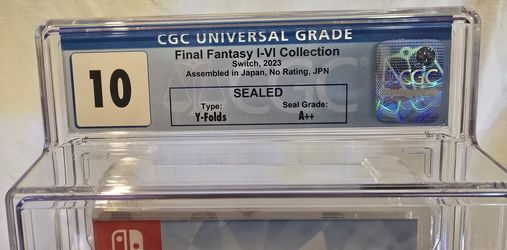 CGC UNIVERSAL GRADE
10
Final Fantasy I-VI Collection
Switch, 2023
Assembled in Japan, No Rating, JPN
SEALED
Type: Seal Grade:
Y-Folds A++
CGC